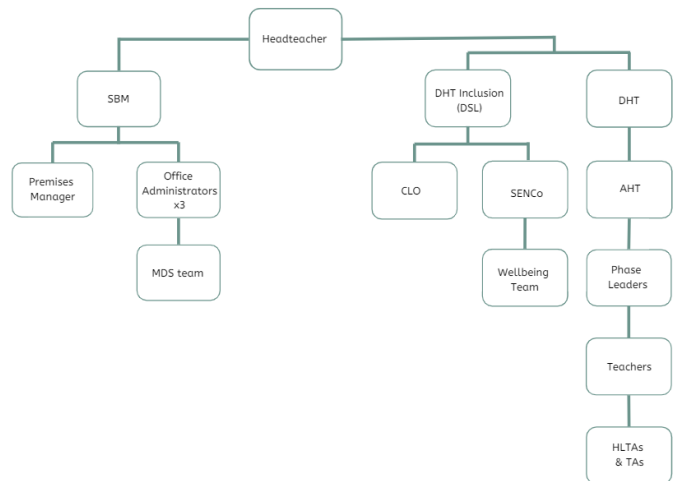 Headteacher
SBM
DHT Inclusion
(DSL)
DHT
Premises
Manager
Office
Administrators
x3
CLO
SENCo
AHT
MDS team
Wellbeing
Team
Phase
Leaders
Teachers
HLTAs
& TAs